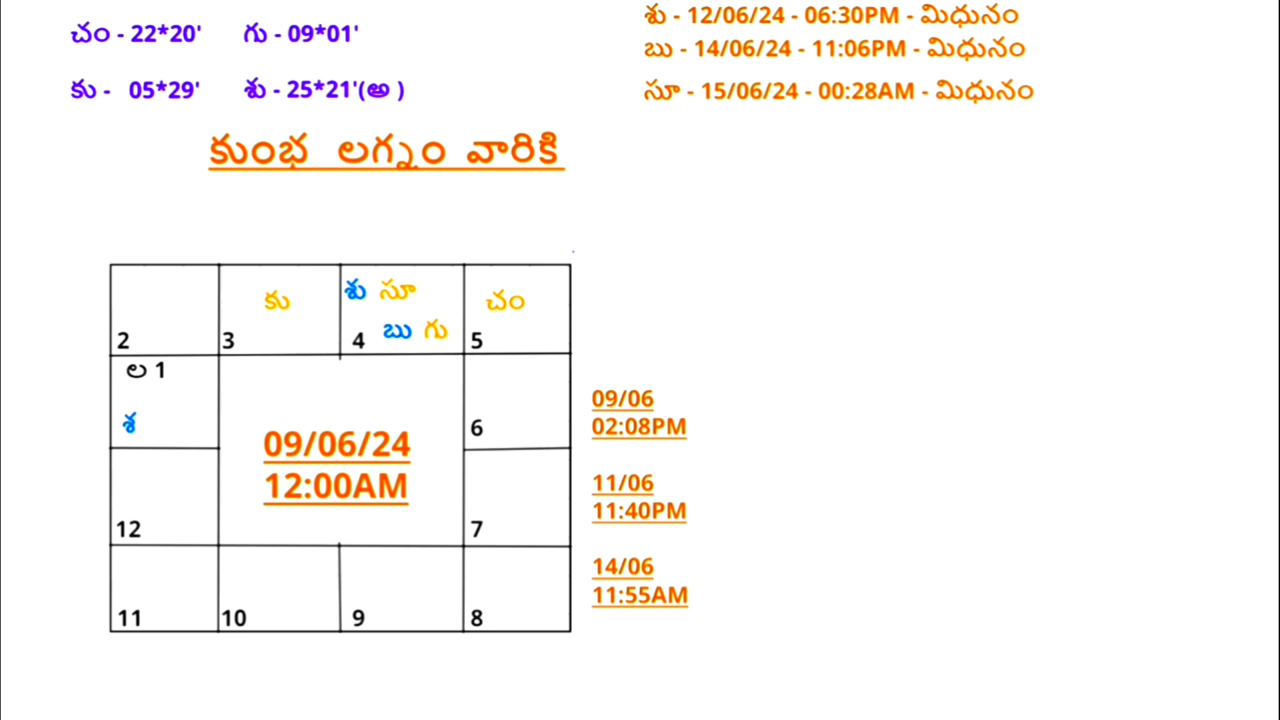 చం - 22*20' గు - 09*01'
కు - 05*29' శు - 25*21'(అ )
శు - 12/06/24 - 06:30PM - మిధునం
బు - 14/06/24 - 11:06PM - మిధునం
సూ - 15/06/24 - 00:28AM - మిధునం
కుంభ లగ్నం వారికి
కు శు సూ చం
బు గు
2 3 4 5
ల 1
శ
6
09/06/24
12:00AM
12 7
11 10 9 8
09/06
02:08PM
11/06
11:40PM
14/06
11:55AM